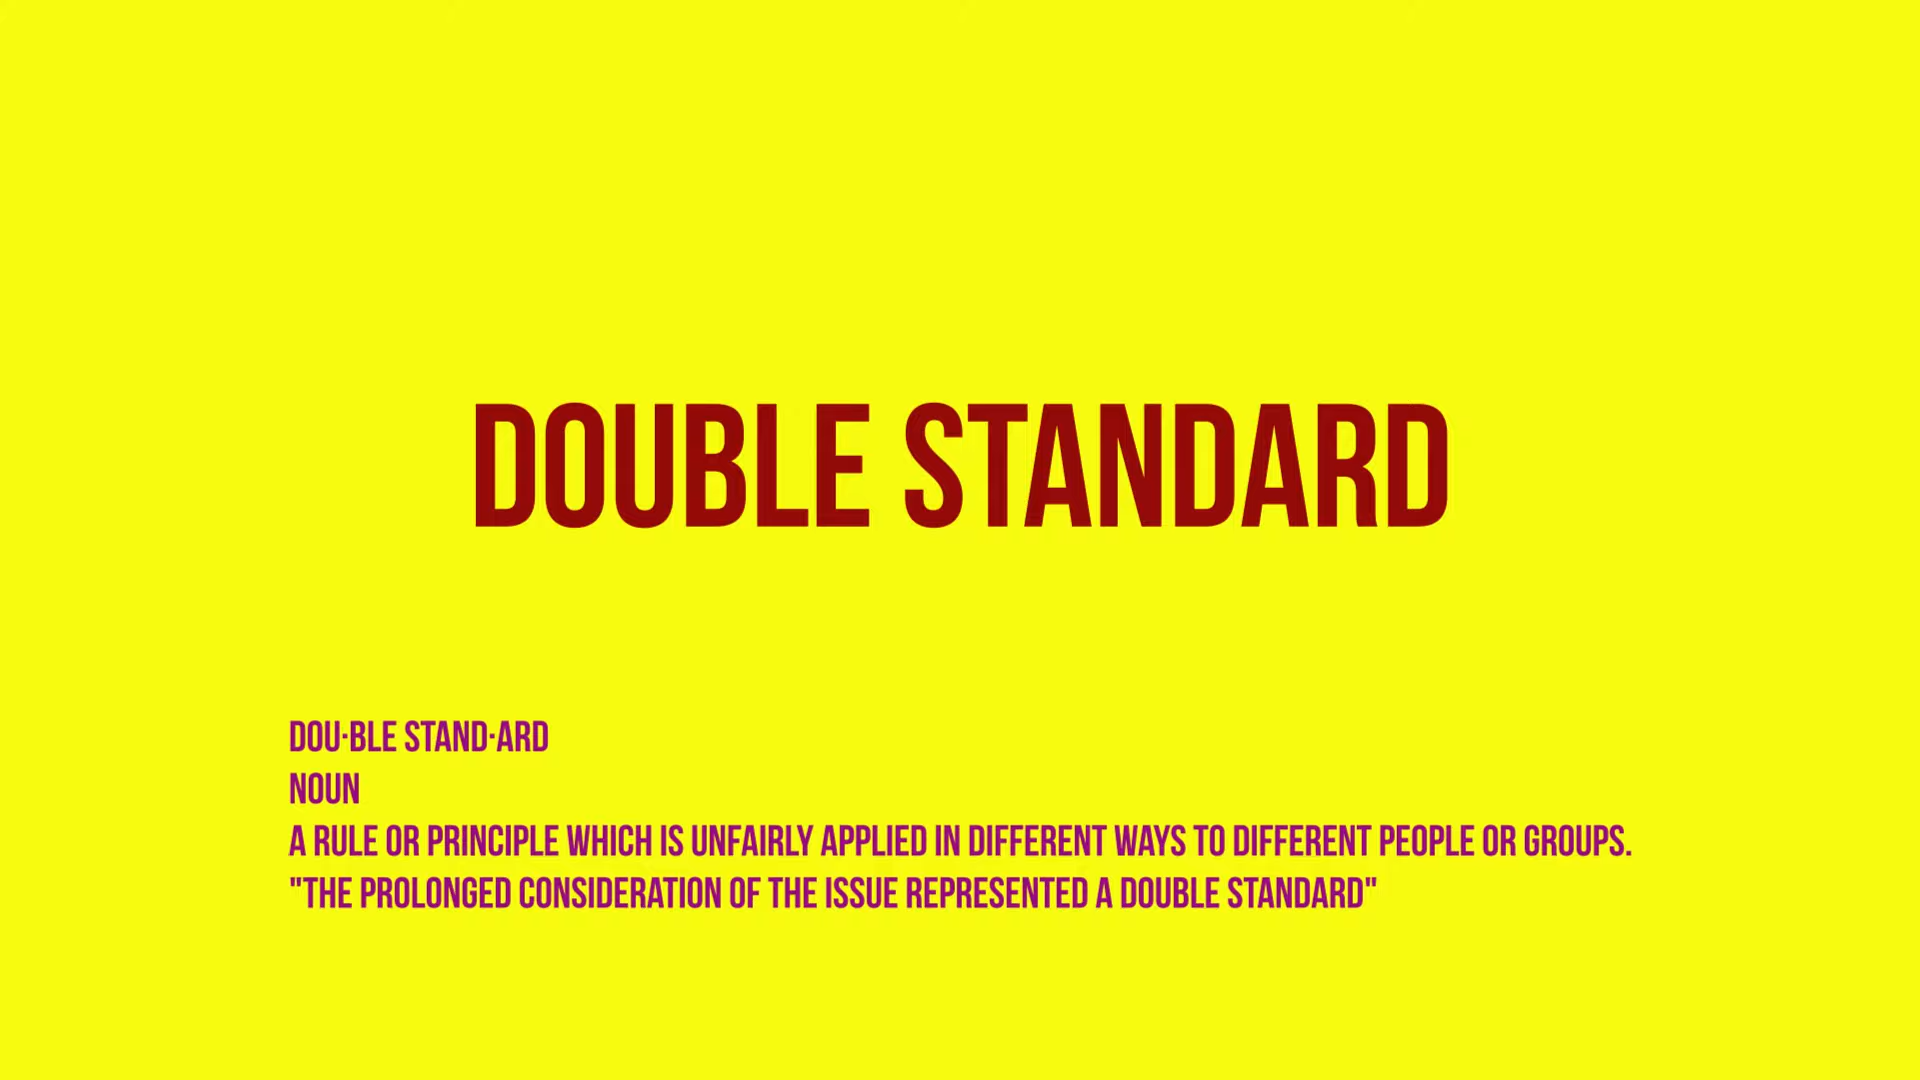 DOUBLE STANDARD
DOU·BLE STAND·ARD
NOUN
A RULE OR PRINCIPLE WHICH IS UNFAIRLY APPLIED IN DIFFERENT WAYS TO DIFFERENT PEOPLE OR GROUPS.
"THE PROLONGED CONSIDERATION OF THE ISSUE REPRESENTED A DOUBLE STANDARD"